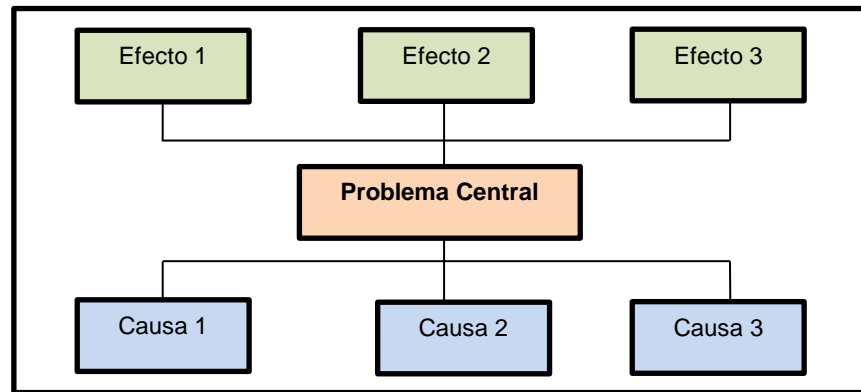 Efecto 1
Efecto 2
Efecto 3
Problema Central
Causa 1
Causa 2
Causa 3